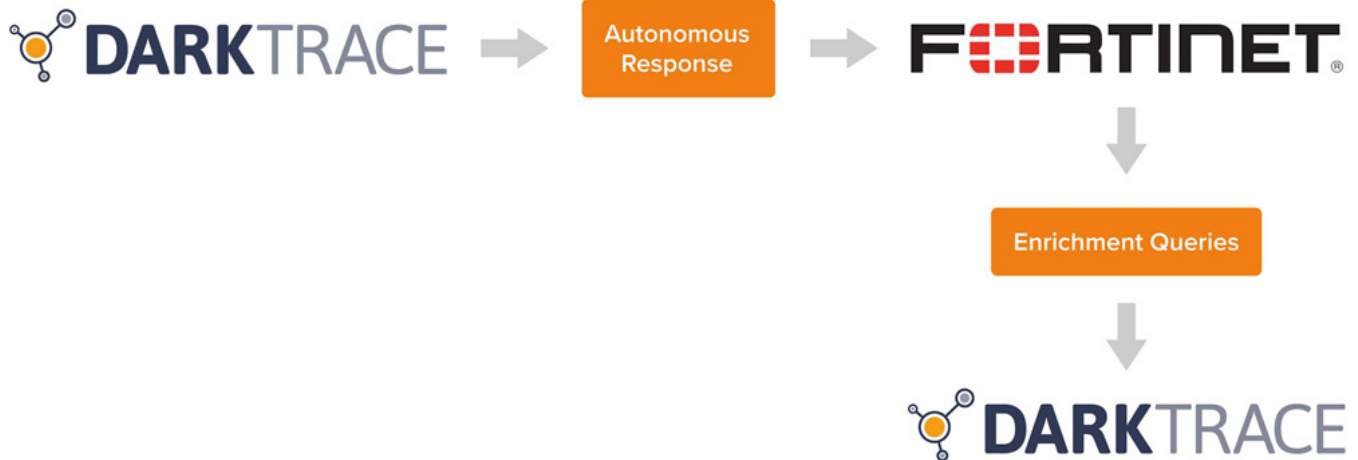 DARKTRACE
Autonomous
Response
FORTINET®
Enrichment Queries
DARKTRACE